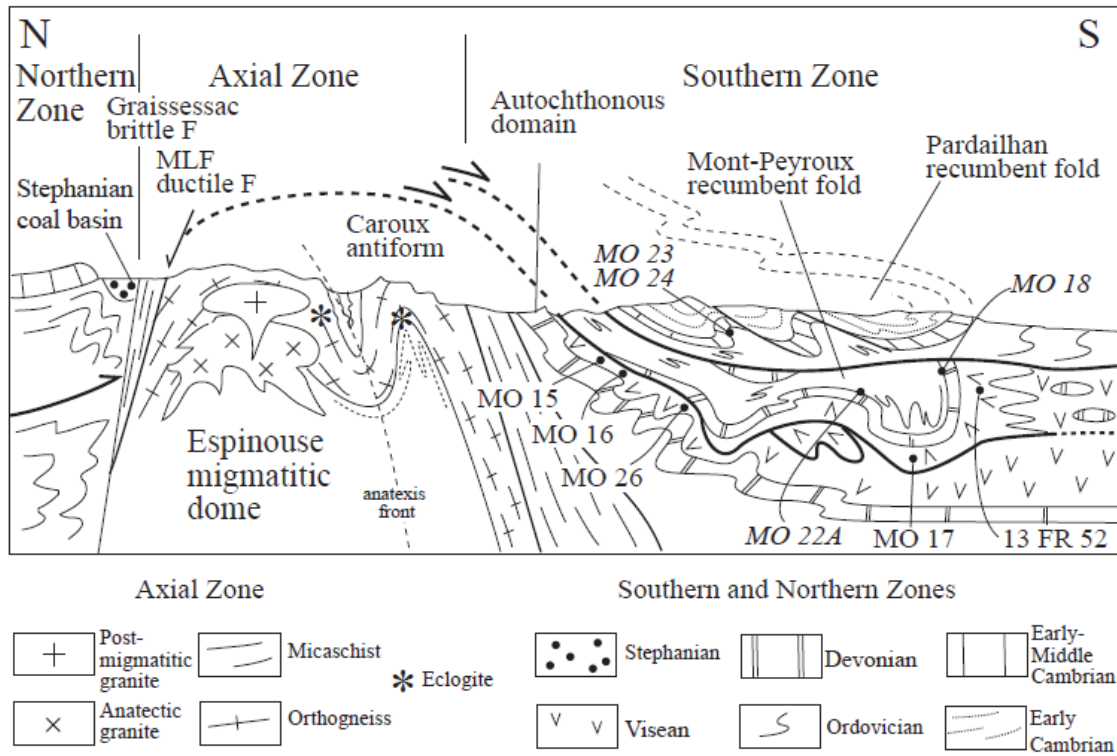 N
S
Northern
Zone
Axial Zone
Southern Zone
Graissessac
brittle F
MLF
ductile F
Stephanian
coal basin
Autochthonous
domain
Mont-Peyroux
recumbent fold
Pardailhan
recumbent fold
Caroux
antiform
MO 23
MO 24
MO 18
MO 15
MO 16
MO 26
Espinouse
migmatitic
dome
anatexis
front
MO 22A
MO 17
13 FR 52
Axial Zone
Southern and Northern Zones
Post-
migmatitic
granite
Micaschist
Eclogite
Anatectic
granite
Orthogneiss
Stephanian
Devonian
Early-
Middle
Cambrian
Visean
Ordovician
Early
Cambrian